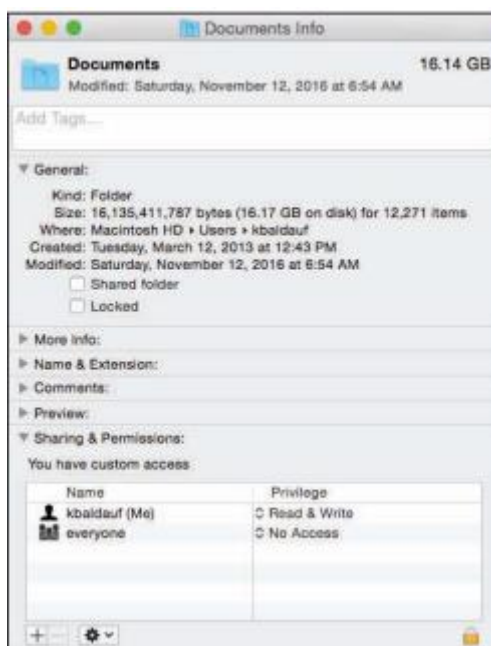 Documents Info
Documents 16.14 GB
Modified: Saturday, November 12, 2016 at 6:54 AM
Add Tags...
General:
Kind: Folder
Size: 16,135,411,787 bytes (16.17 GB on disk) for 12,271 items
Where: Macintosh HD ▸ Users ▸ kbaldauf
Created: Tuesday, March 12, 2013 at 12:43 PM
Modified: Saturday, November 12, 2016 at 6:54 AM
Shared folder
Locked
More Info:
Name & Extension:
Comments:
Preview:
Sharing & Permissions:
You have custom access
Name Privilege
kbaldauf (Me) Read & Write
everyone No Access